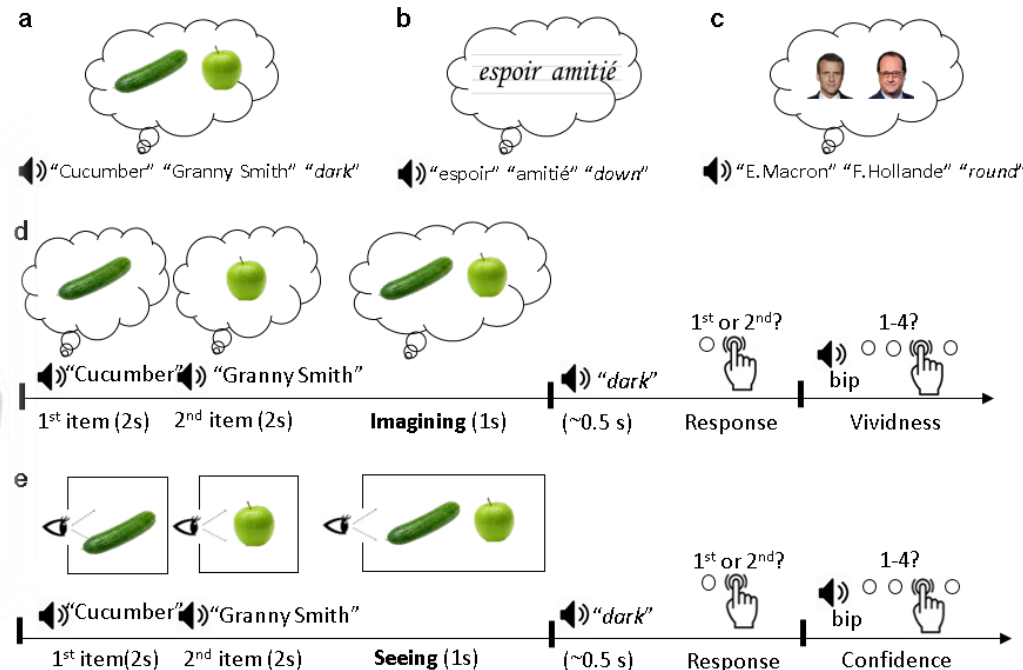 a
b
c
espoir amitié
“Cucumber” “Granny Smith” “dark”
“espoir” “amitié” “down”
“E.Macron” “F.Hollande” “round”
d
1st or 2nd?
1-4?
“Cucumber”
“Granny Smith”
“dark”
bip
1st item (2s)
2nd item (2s)
Imagining (1s)
(~0.5 s)
Response
Vividness
e
1st or 2nd?
1-4?
“Cucumber”
“Granny Smith”
“dark”
bip
1st item(2s)
2nd item (2s)
Seeing (1s)
(~0.5 s)
Response
Confidence